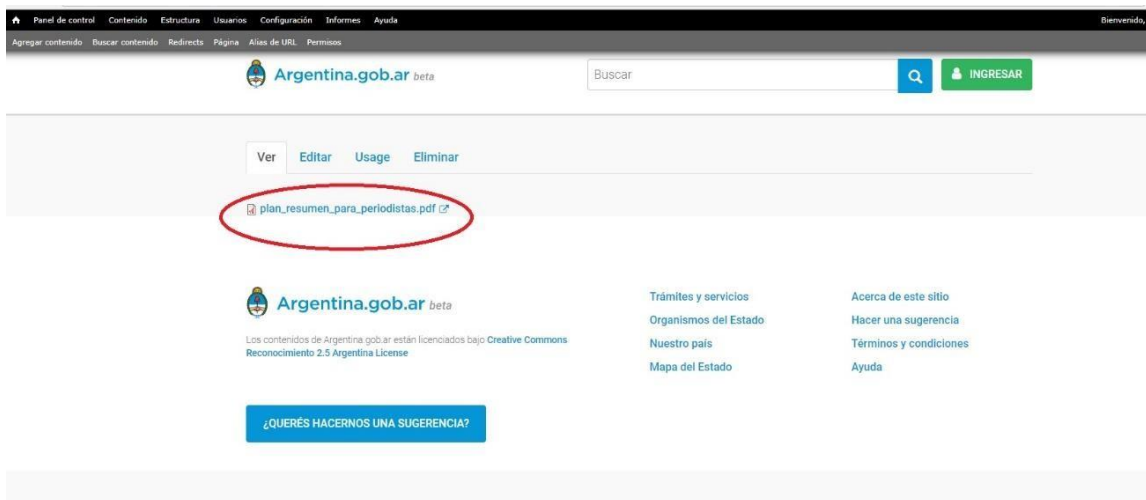 Panel de control Contenido Estructura Usuarios Configuración Informes Ayuda Bienvenido,
Agregar contenido Buscar contenido Redirects Página Alias de URL Permisos
Argentina.gob.ar beta Buscar INGRESAR
Ver Editar Usage Eliminar
plan_resumen_para_periodistas.pdf
Argentina.gob.ar beta
Los contenidos de Argentina.gob.ar están licenciados bajo Creative Commons
Reconocimiento 2.5 Argentina License
Trámites y servicios
Organismos del Estado
Nuestro país
Mapa del Estado
Acerca de este sitio
Hacer una sugerencia
Términos y condiciones
Ayuda
¿QUERÉS HACERNOS UNA SUGERENCIA?